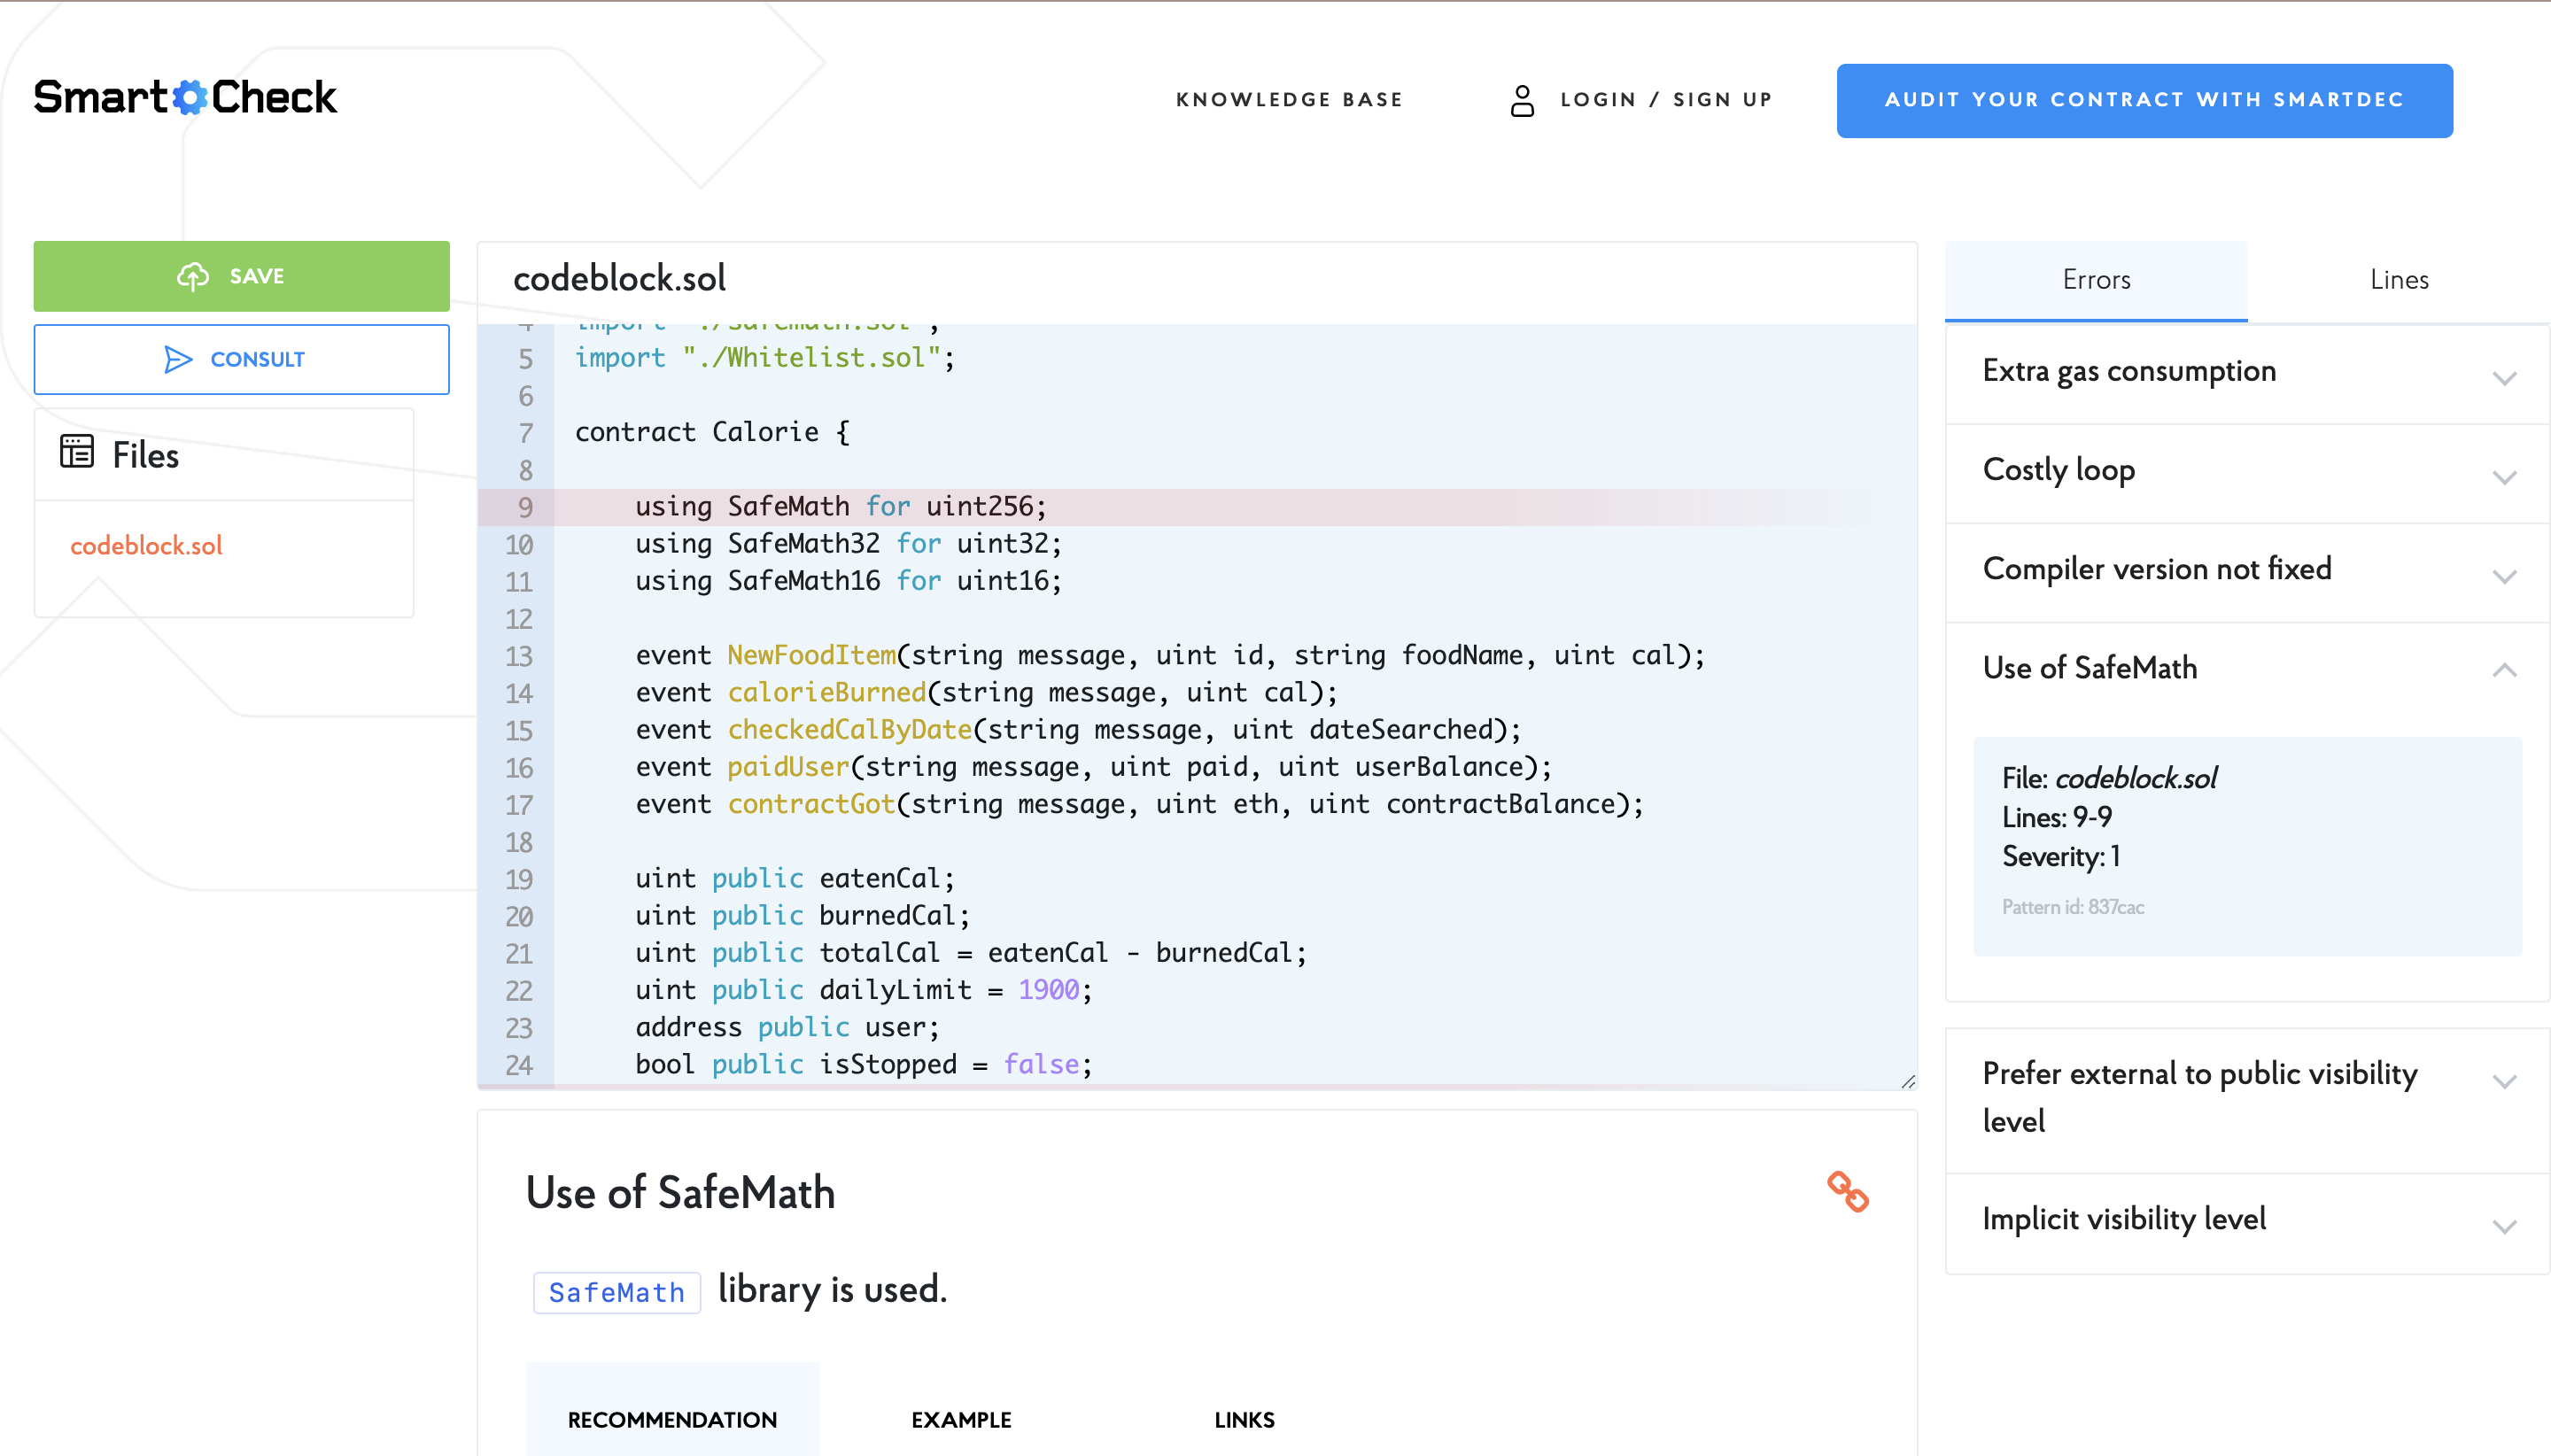 SmartCheck
KNOWLEDGE BASE
LOGIN / SIGN UP
AUDIT YOUR CONTRACT WITH SMARTDEC
SAVE
CONSULT
Files
codeblock.sol
codeblock.sol
4 import "./safemath.sol";
5 import "./Whitelist.sol";
6
7 contract Calorie {
8
9 using SafeMath for uint256;
10 using SafeMath32 for uint32;
11 using SafeMath16 for uint16;
12
13 event NewFoodItem(string message, uint id, string foodName, uint cal);
14 event calorieBurned(string message, uint cal);
15 event checkedCalByDate(string message, uint dateSearched);
16 event paidUser(string message, uint paid, uint userBalance);
17 event contractGot(string message, uint eth, uint contractBalance);
18
19 uint public eatenCal;
20 uint public burnedCal;
21 uint public totalCal = eatenCal - burnedCal;
22 uint public dailyLimit = 1900;
23 address public user;
24 bool public isStopped = false;
Use of SafeMath
SafeMath library is used.
RECOMMENDATION
EXAMPLE
LINKS
Errors
Lines
Extra gas consumption
Costly loop
Compiler version not fixed
Use of SafeMath
File: codeblock.sol
Lines: 9-9
Severity: 1
Pattern id: 837cac
Prefer external to public visibility
level
Implicit visibility level